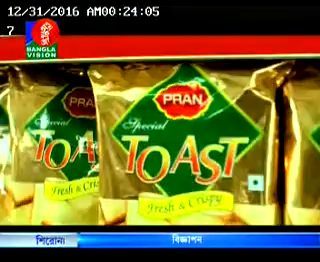 12/31/2016 AM00:24:05
7
BANGLA
VISION
PRAN
Special
TOAST
Fresh & Crisp
PRAN
Special
TOAST
Fresh & Crispy
শিরোনা
বিজ্ঞাপন